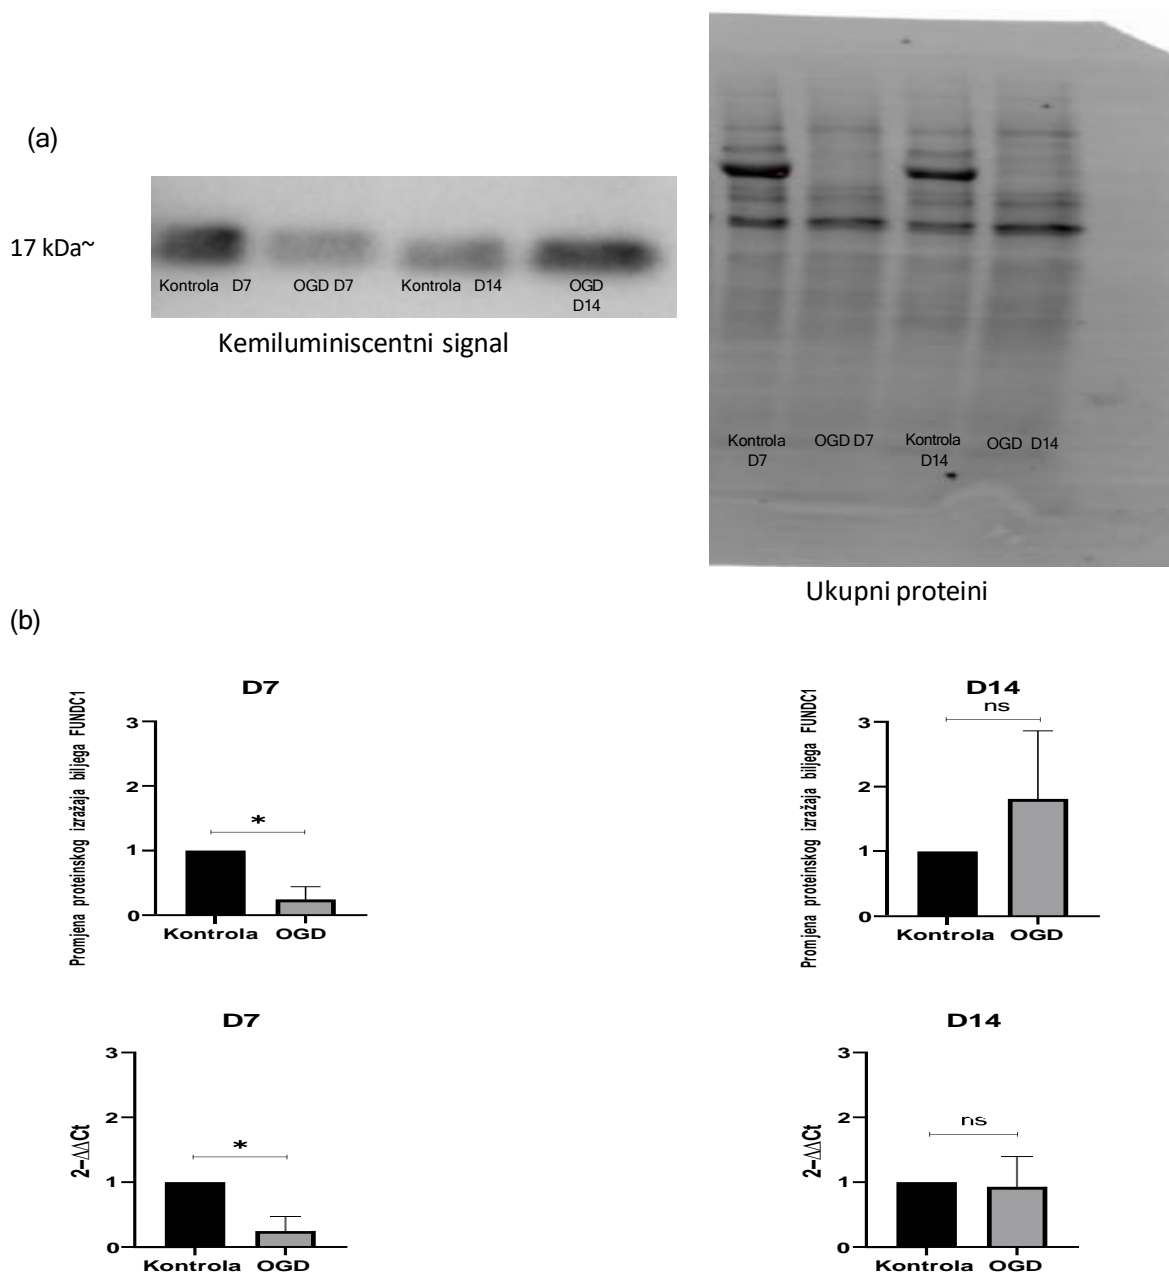 (a)
17 kDa~
Kontrola D7
OGD D7
Kontrola D14
OGD
D14
Kemiluminiscentni signal
Kontrola
D7
OGD D7
Kontrola
D14
OGD D14
Ukupni proteini
(b)
D7
Promjena proteinskog izražaja biljega FUNDC1
3
2
1
0
*
Kontrola OGD
D14
ns
Promjena proteinskog izražaja biljega FUNDC1
3
2
1
0
Kontrola OGD
D7
2-ΔΔCt
3
2
1
0
*
Kontrola OGD
D14
2-ΔΔCt
3
2
1
0
ns
Kontrola OGD